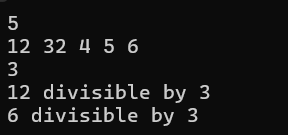 5
12 32 4 5 6
3
12 divisible by 3
6 divisible by 3